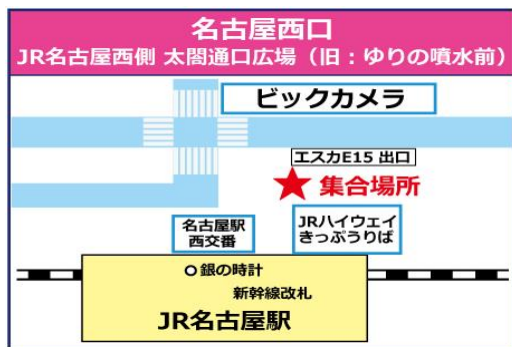 名古屋西口
JR名古屋西側 太閤通口広場（旧：ゆりの噴水前）
ビックカメラ
エスカE15 出口
集合場所
名古屋駅
西交番
JRハイウェイ
きっぷうりば
銀の時計
新幹線改札
JR名古屋駅